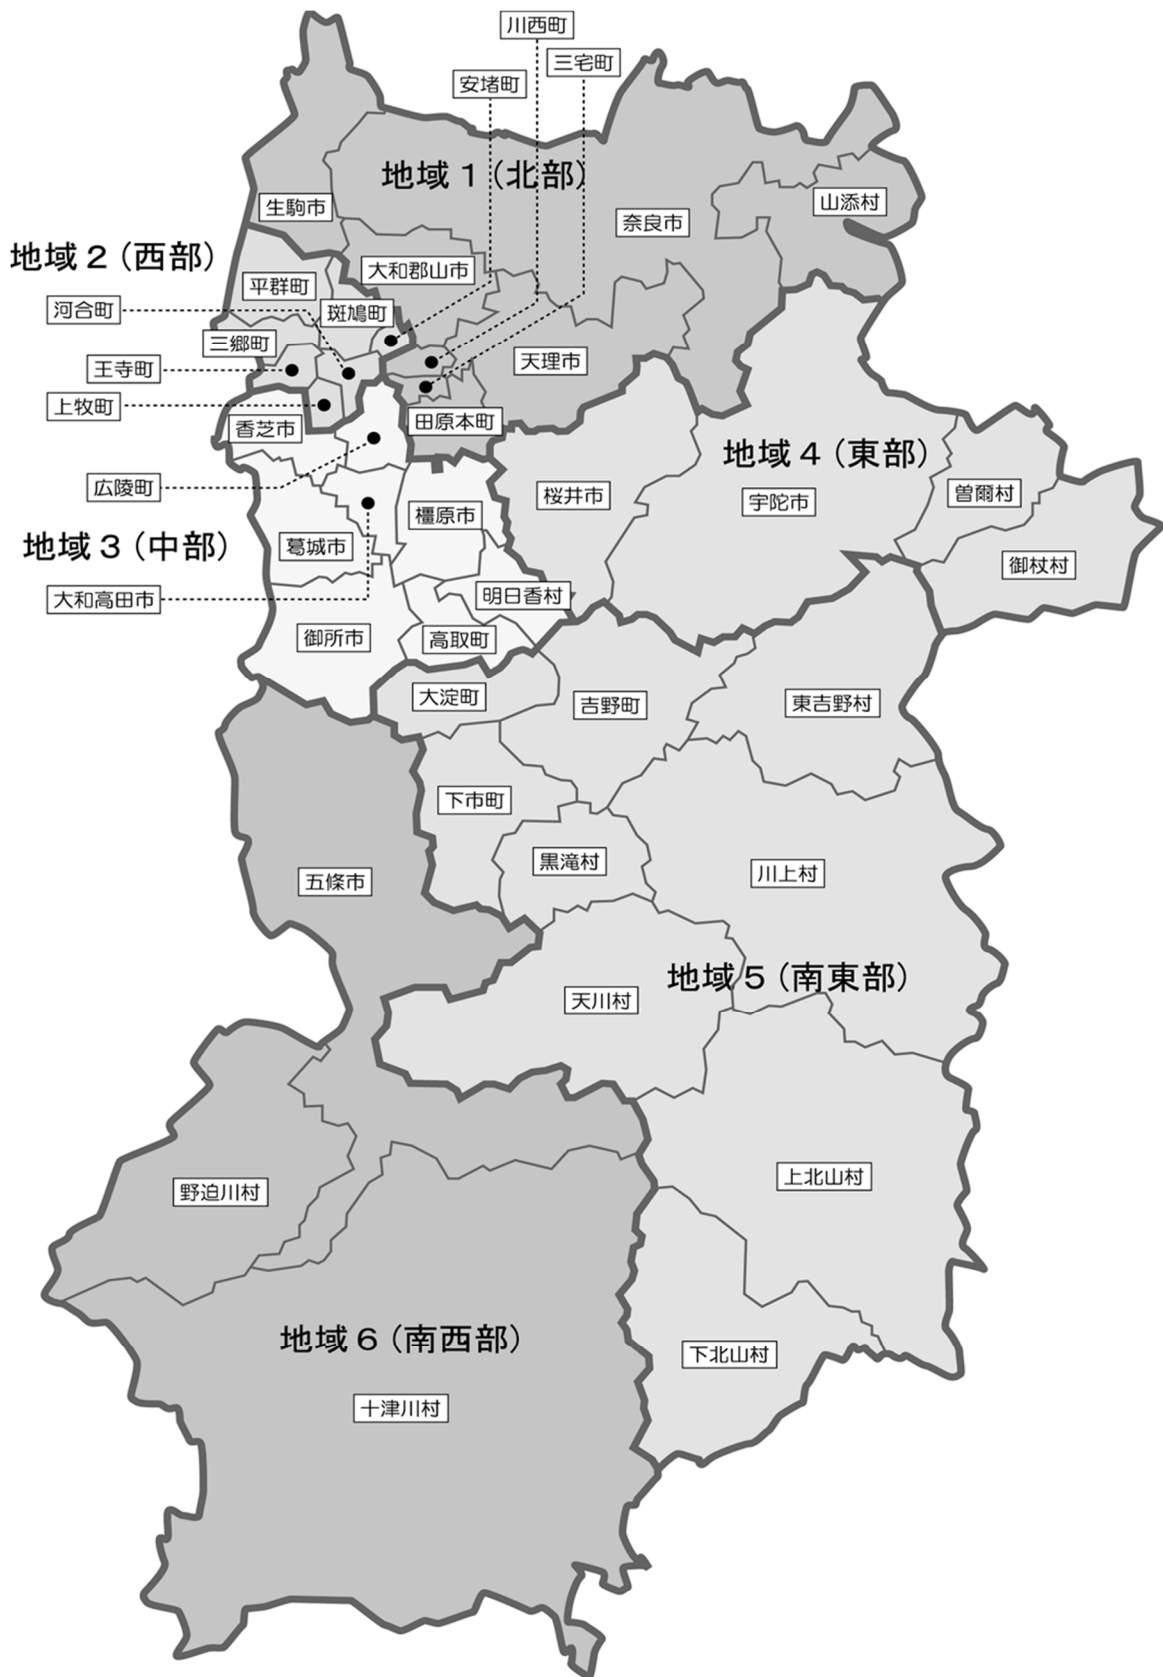 川西町
三宅町
安堵町
地域1(北部)
生駒市
山添村
奈良市
地域2(西部)
大和郡山市
平群町
河合町
斑鳩町
三郷町
王寺町
天理市
上牧町
香芝市
田原本町
地域4(東部)
広陵町
桜井市
宇陀市
曽爾村
橿原市
地域3(中部)
葛城市
御杖村
大和高田市
明日香村
御所市
高取町
大淀町
吉野町
東吉野村
下市町
黒滝村
川上村
五條市
地域5(南東部)
天川村
上北山村
野迫川村
地域6(南西部)
下北山村
十津川村